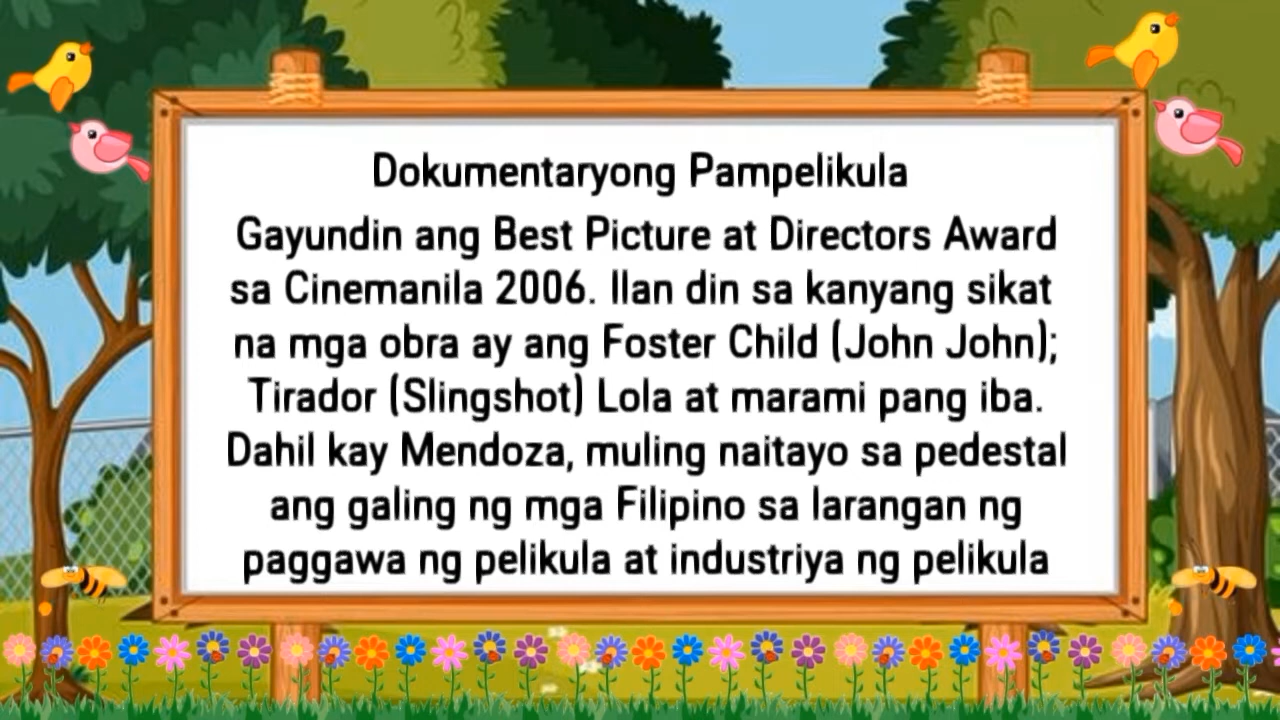 Dokumentaryong Pampelikula
Gayundin ang Best Picture at Directors Award
sa Cinemanila 2006. Ilan din sa kanyang sikat
na mga obra ay ang Foster Child (John John);
Tirador (Slingshot) Lola at marami pang iba.
Dahil kay Mendoza, muling naitayo sa pedestal
ang galing ng mga Filipino sa larangan ng
paggawa ng pelikula at industriya ng pelikula